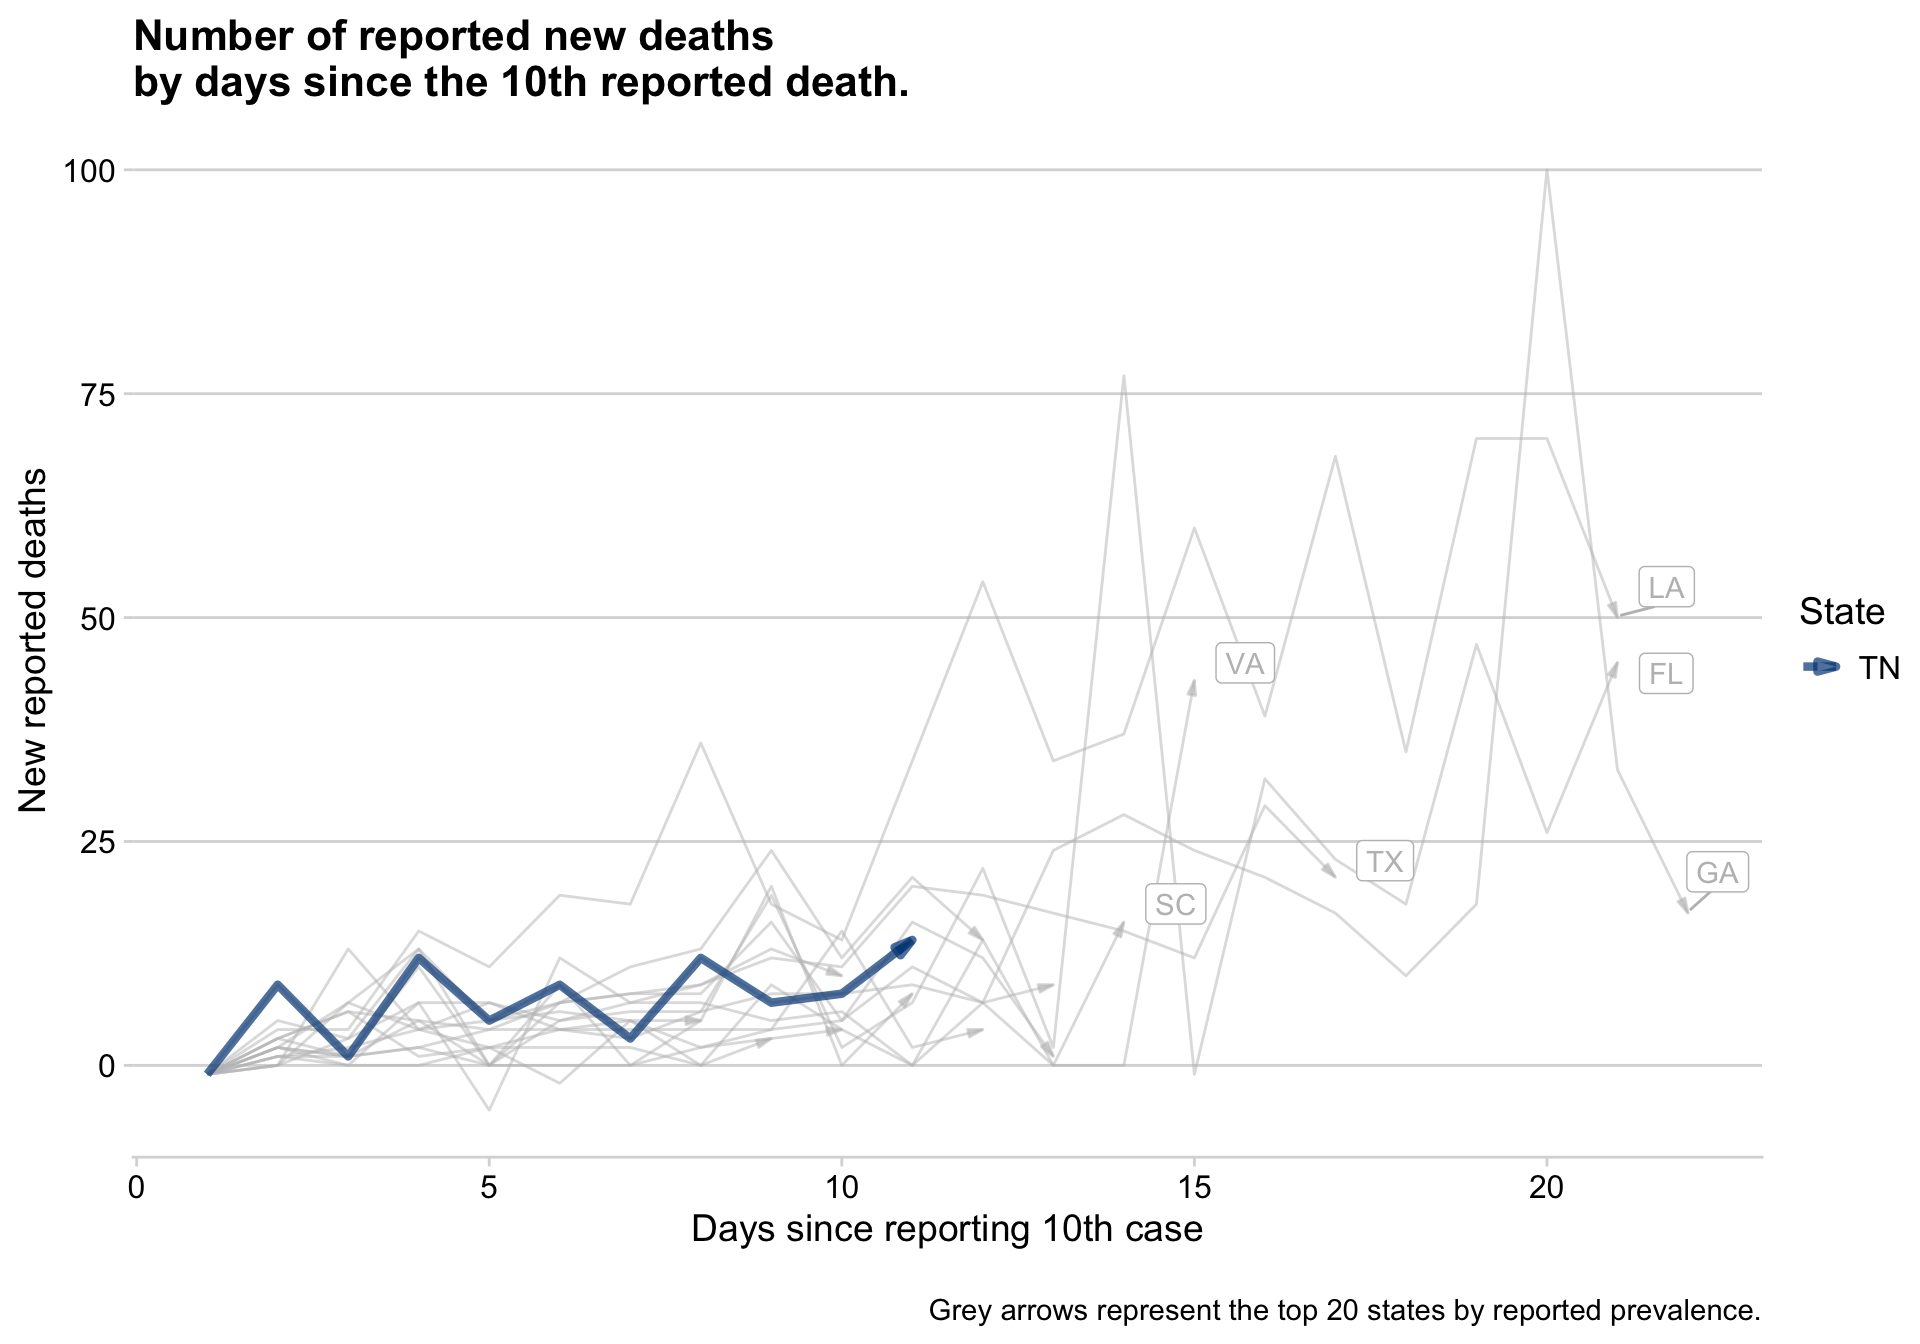 Number of reported new deaths
by days since the 10th reported death.
100
75
50
25
0
New reported deaths
LA
FL
VA
TX
GA
SC
State
TN
0 5 10 15 20
Days since reporting 10th case
Grey arrows represent the top 20 states by reported prevalence.